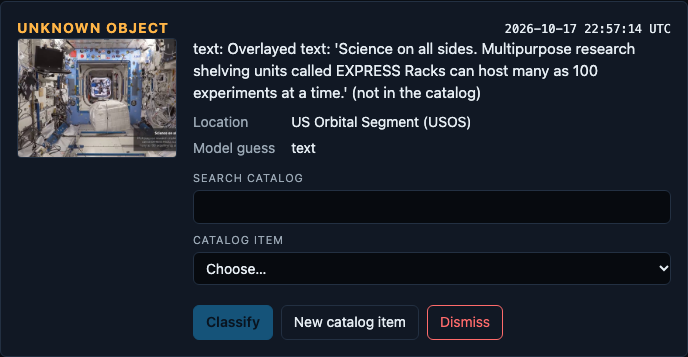 UNKNOWN OBJECT
2026-10-17 22:57:14 UTC
text: Overlayed text: 'Science on all sides. Multipurpose research
shelving units called EXPRESS Racks can host many as 100
experiments at a time.' (not in the catalog)
Location US Orbital Segment (USOS)
Model guess text
SEARCH CATALOG
CATALOG ITEM
Choose...
Classify New catalog item Dismiss